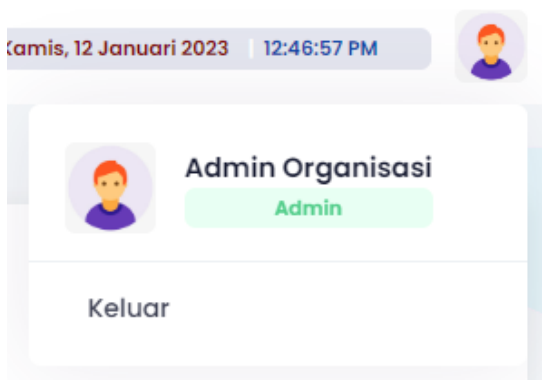 Kamis, 12 Januari 2023 12:46:57 PM
Admin Organisasi
Admin
Keluar